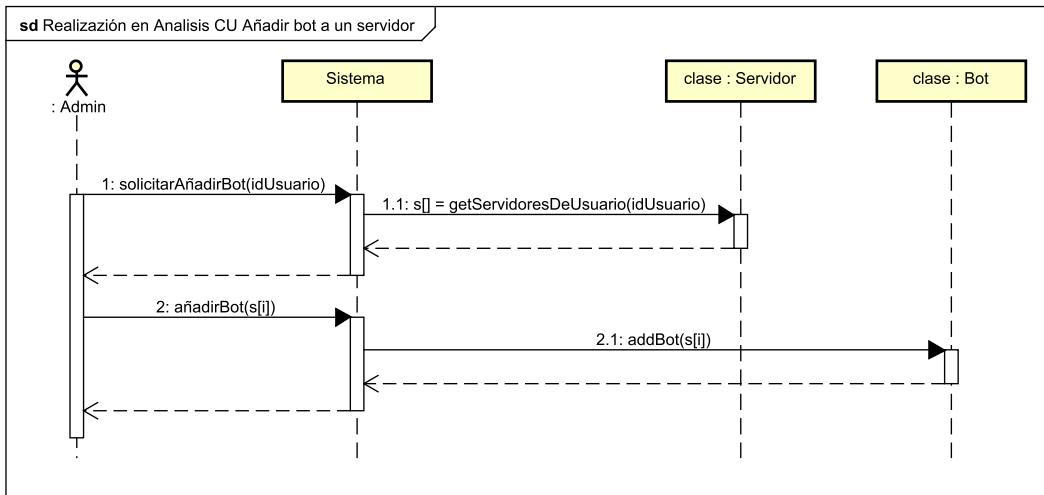 sd Realización en Analisis CU Añadir bot a un servidor
: Admin
Sistema
clase : Servidor
clase : Bot
1: solicitarAñadirBot(idUsuario)
1.1: s[] = getServidoresDeUsuario(idUsuario)
2: añadirBot(s[i])
2.1: addBot(s[i])